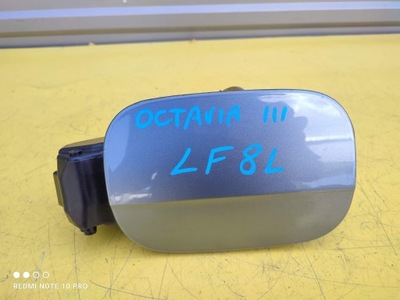 OCTAVIA III
LF8L
REDMI NOTE 10 PRO